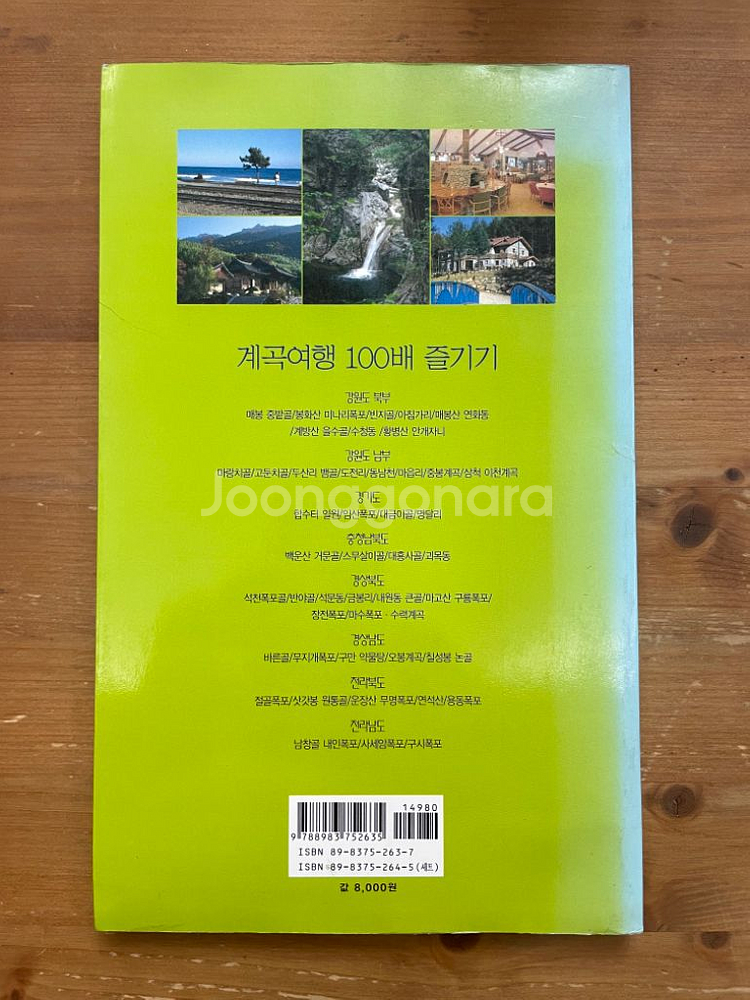 계곡여행 100배 즐기기
강원도 북부
매봉 중밭골/봉화산 미나리폭포/빈지골/아침가리/매봉산 연화동
/계방산 을수골/수청동 /황병산 안개자니
강원도 남부
마랑치골/고둔치골/두산리 뱀골/도전리/동남천/마읍리/중봉계곡/삼척 이천계곡
Joonggonara
경기도
합수터 일원/임산폭포/대금이골/명달리
충청남북도
백운산 거문골/스무살이골/대흥사골/괴목동
경상북도
석천폭포골/반야골/석문동/금봉리/내원동 큰골/마고산 구룡폭포/
장전폭포/마수폭포 · 수력계곡
경상남도
바른골/무지개폭포/구만 약물탕/오봉계곡/칠성봉 논골
전라북도
절골폭포/삿갓봉 원통골/운장산 무명폭포/연석산/용동폭포
전라남도
남창골 내인폭포/사세암폭포/구시폭포
14980
9 788983 752635
ISBN 89-8375-263-7
ISBN 89-8375-264-5(세트)
값 8,000원